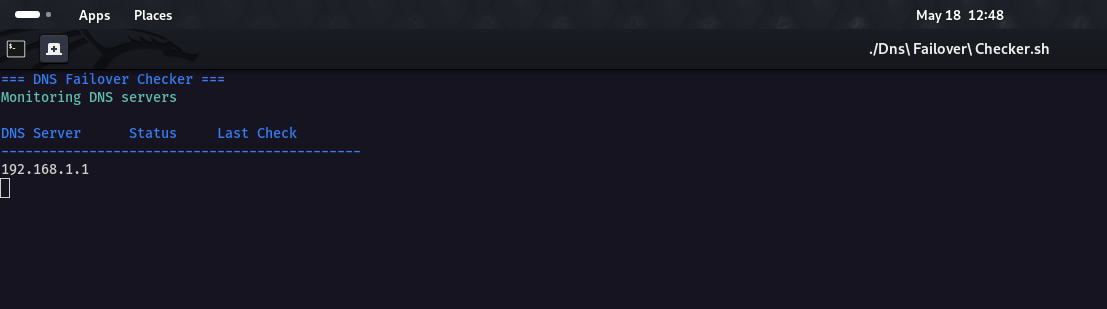 Apps Places May 18 12:48
./Dns\ Failover\ Checker.sh
=== DNS Failover Checker ===
Monitoring DNS servers
DNS Server Status Last Check
---------------------------------------------
192.168.1.1